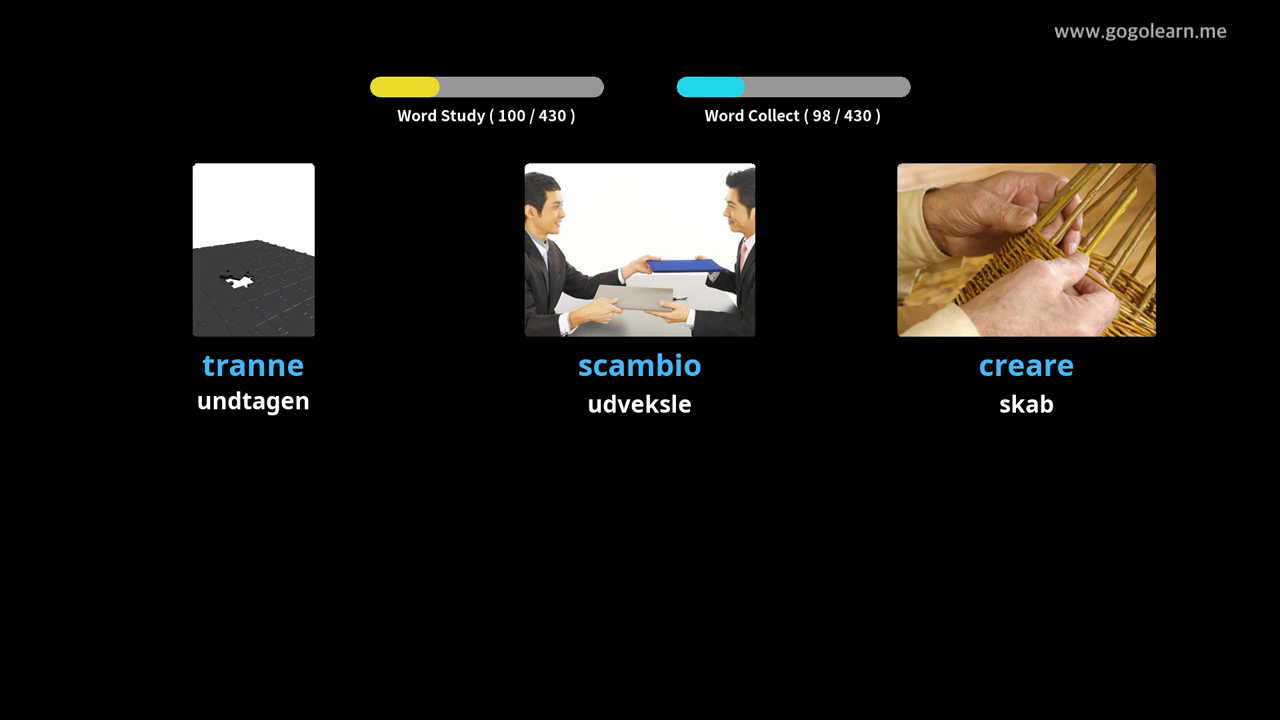 www.gogolearn.me
Word Study ( 100 / 430 )
Word Collect ( 98 / 430 )
tranne
undtagen
scambio
udveksle
creare
skab